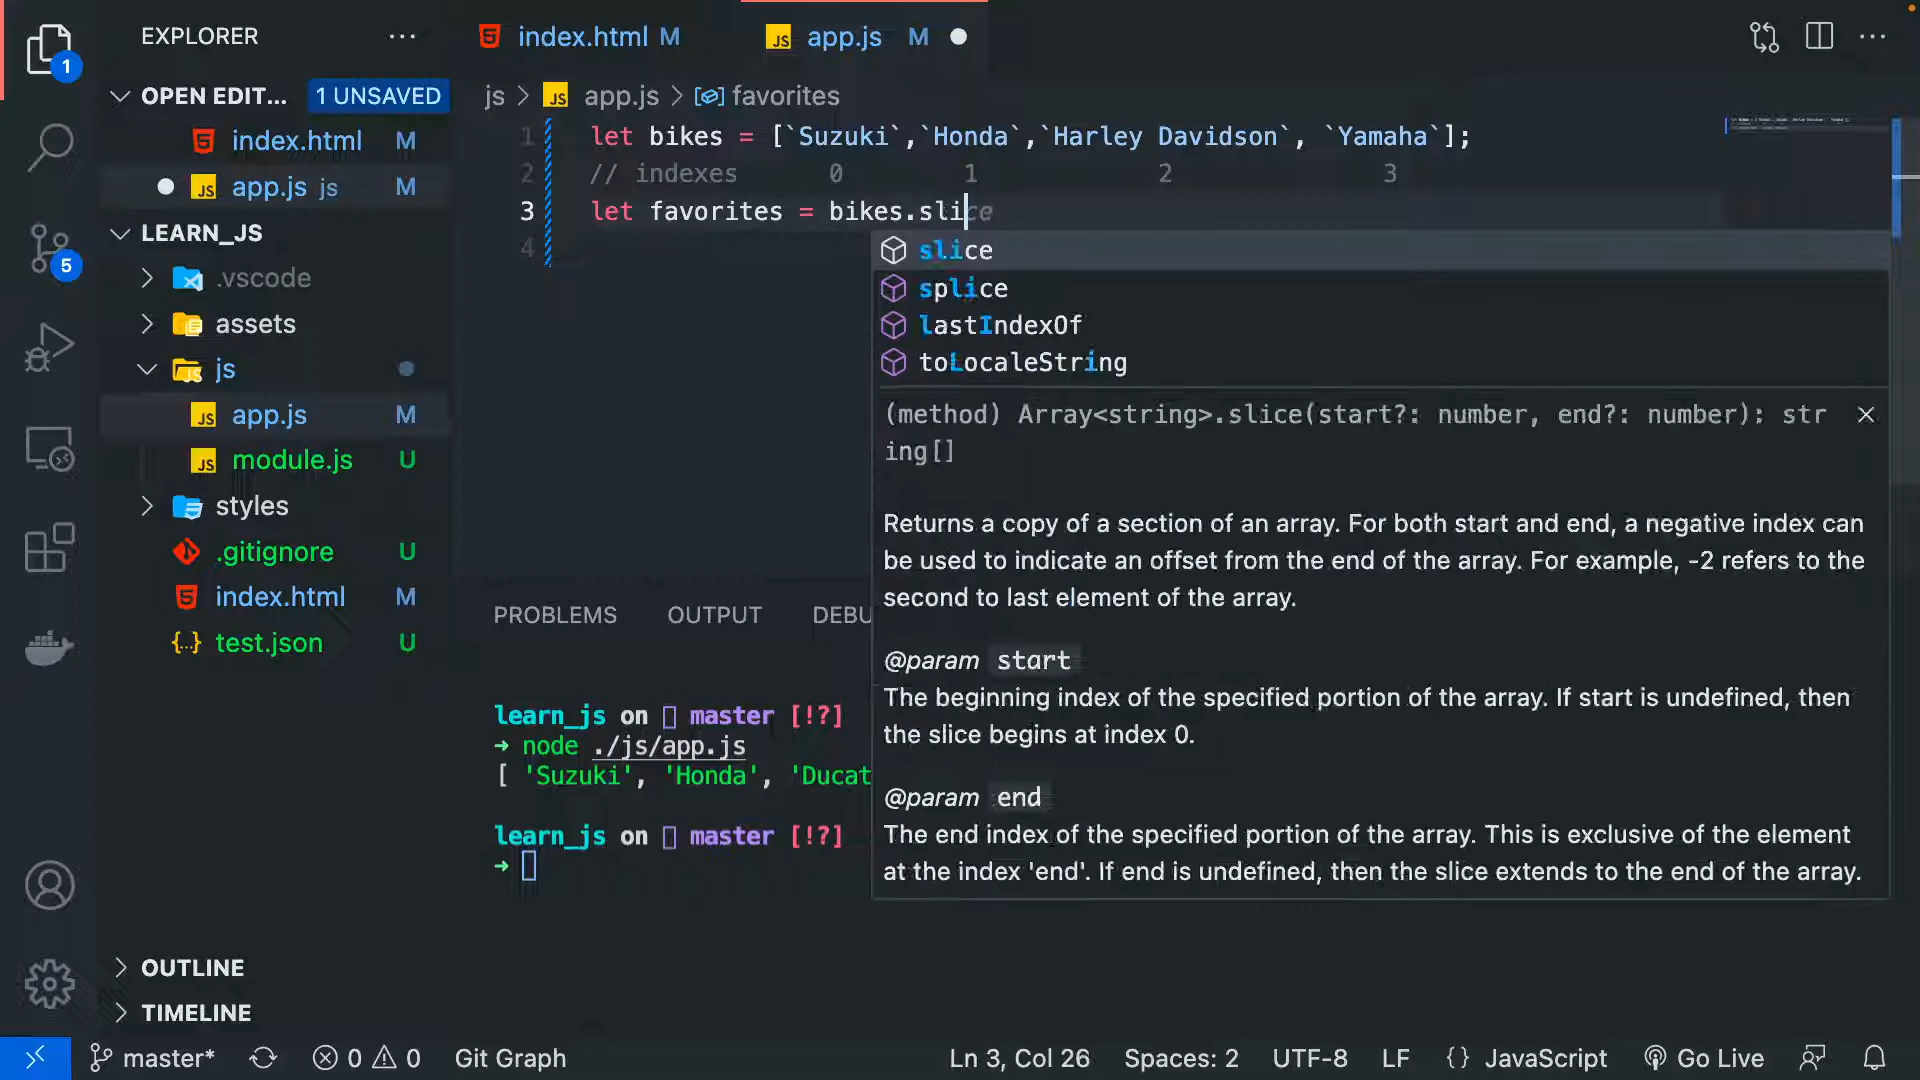 EXPLORER
OPEN EDIT... 1 UNSAVED
index.html M
app.js js M
LEARN_JS
.vscode
assets
js
app.js M
module.js U
styles
.gitignore U
index.html M
test.json U
OUTLINE
TIMELINE
1
5
index.html M
app.js M
js > app.js > favorites
1 let bikes = [`Suzuki`,`Honda`,`Harley Davidson`, `Yamaha`];
2 // indexes 0 1 2 3
3 let favorites = bikes.slice
4
slice
splice
lastIndexOf
toLocaleString
(method) Array<string>.slice(start?: number, end?: number): str
ing[]
Returns a copy of a section of an array. For both start and end, a negative index can
be used to indicate an offset from the end of the array. For example, -2 refers to the
second to last element of the array.
@param start
The beginning index of the specified portion of the array. If start is undefined, then
the slice begins at index 0.
@param end
The end index of the specified portion of the array. This is exclusive of the element
at the index 'end'. If end is undefined, then the slice extends to the end of the array.
PROBLEMS OUTPUT DEBU
learn_js on master [!?]
→ node ./js/app.js
[ 'Suzuki', 'Honda', 'Ducat
learn_js on master [!?]
→
master* 0 0 Git Graph Ln 3, Col 26 Spaces: 2 UTF-8 LF {} JavaScript Go Live